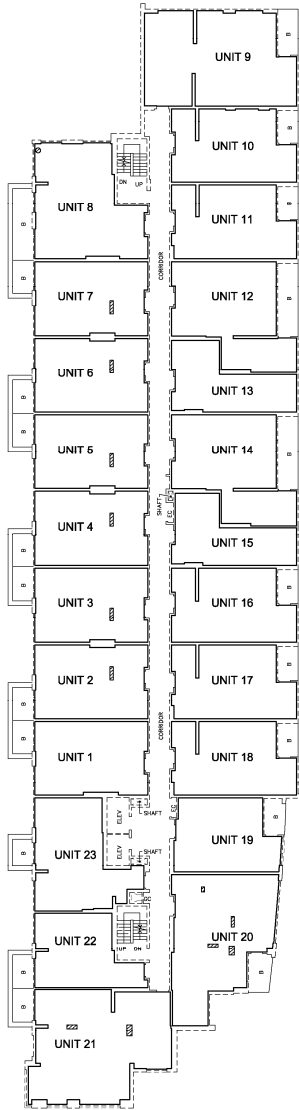 UNIT 9
B
UNIT 10
B
DN
UP
UNIT 8
B
B
UNIT 11
B
CORRIDOR
UNIT 7
B
UNIT 12
B
UNIT 6
B
UNIT 13
UNIT 5
B
UNIT 14
B
SHAFT
EC
UNIT 4
B
UNIT 15
UNIT 3
B
UNIT 16
B
UNIT 2
B
UNIT 17
B
UNIT 1
B
CORRIDOR
UNIT 18
B
ELEV
SHAFT
EC
B
UNIT 23
B
ELEV
SHAFT
UNIT 19
UNIT 22
B
UP
DN
UNIT 20
B
UNIT 21
B